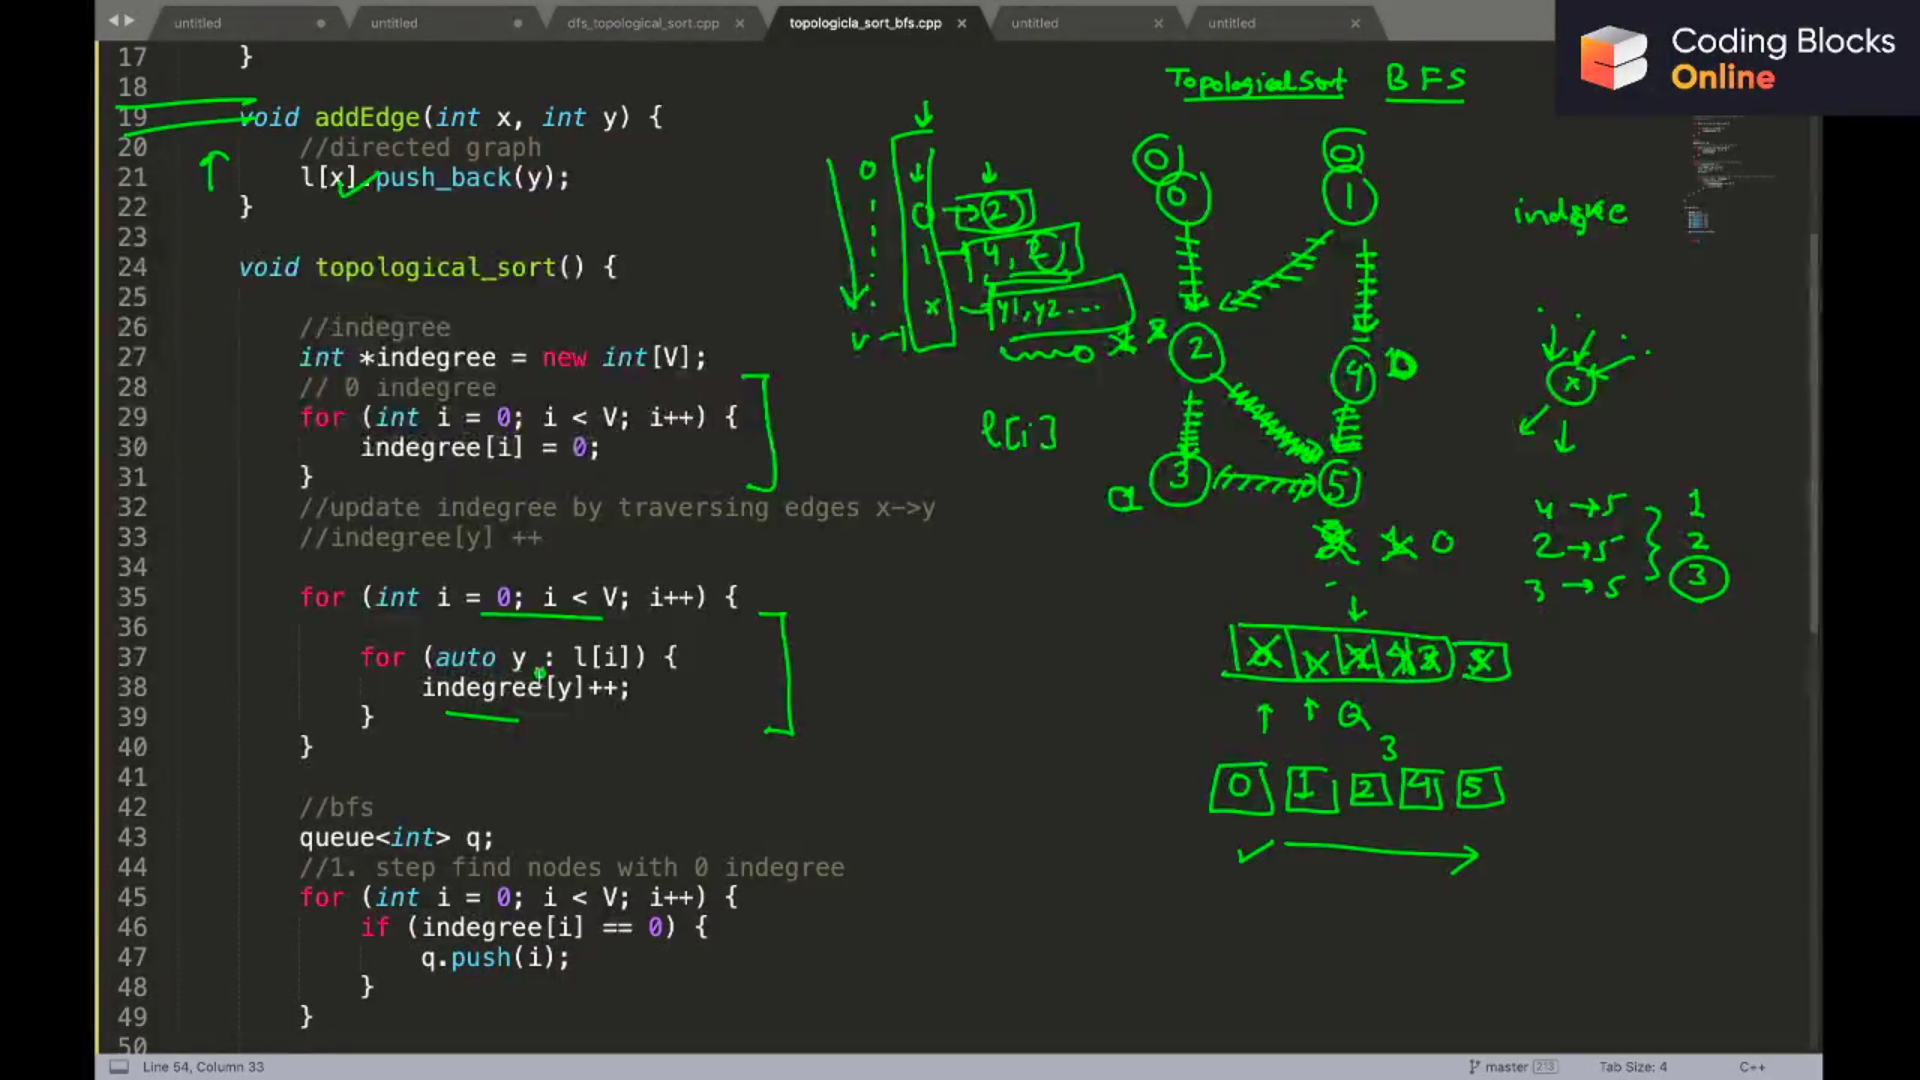 untitled
untitled
dfs_topological_sort.cpp
topologicla_sort_bfs.cpp
untitled
untitled
Coding Blocks
Online
17 }
18
19 void addEdge(int x, int y) {
20 //directed graph
21 l[x].push_back(y);
22 }
23
24 void topological_sort() {
25
26 //indegree
27 int *indegree = new int[V];
28 // 0 indegree
29 for (int i = 0; i < V; i++) {
30 indegree[i] = 0;
31 }
32 //update indegree by traversing edges x->y
33 //indegree[y] ++
34
35 for (int i = 0; i < V; i++) {
36
37 for (auto y : l[i]) {
38 indegree[y]++;
39 }
40 }
41
42 //bfs
43 queue<int> q;
44 //1. step find nodes with 0 indegree
45 for (int i = 0; i < V; i++) {
46 if (indegree[i] == 0) {
47 q.push(i);
48 }
49 }
50
Topological Sort BFS
0
0 2
1 4, 2
x y1, y2 ...
0 0
0 1
2 4
3 5
l[i]
x
4 → 5 1
2 → 5 2
3 → 5 3
0
Q
3
0 1 2 4 5
Line 54, Column 33
master 213
Tab Size: 4
C++